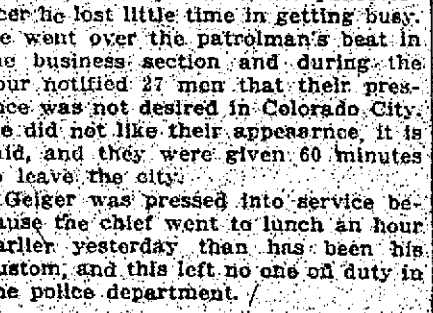 cer he lost little time in getting busy.
e went over the patrolman's beat in
he business section and during the
our notified 27 men that their pres-
nce was not desired in Colorado City.
e did not like their appearnce, it is
aid, and they were given 60 minutes
o leave the city.
Geiger was pressed into service be-
ause the chief went to lunch an hour
arlier yesterday than has been his
ustom, and this left no one on duty in
he police department.